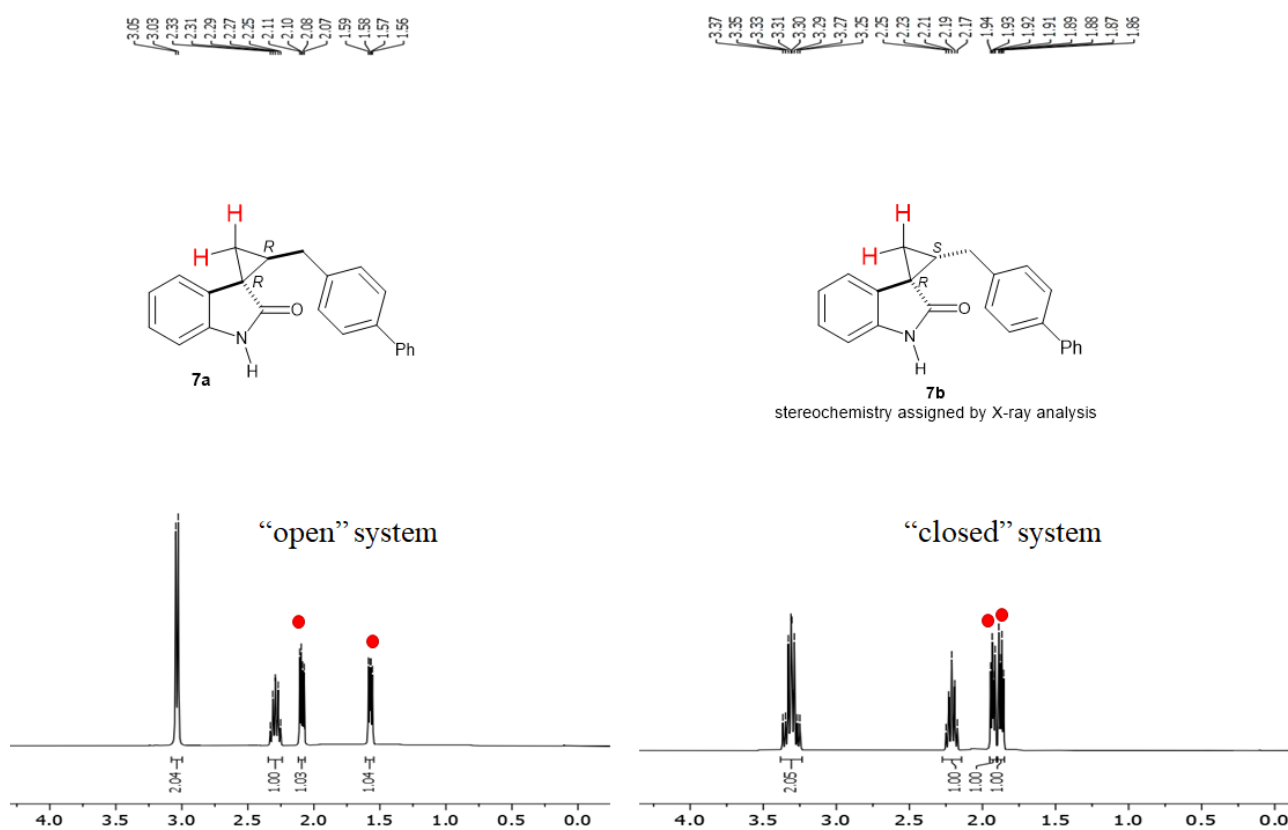 3.05 3.03 2.33 2.31 2.29 2.27 2.25 2.11 2.10 2.08 2.07 1.59 1.58 1.57 1.56
3.37 3.35 3.33 3.31 3.30 3.29 3.27 3.25 2.25 2.23 2.21 2.19 2.17 1.94 1.93 1.92 1.91 1.89 1.88 1.87 1.86
H
H
R
R
O
N
H
Ph
7a
H
H
S
R
O
N
H
Ph
7b
stereochemistry assigned by X-ray analysis
“open” system
“closed” system
2.04 1.00 1.03 1.04
2.05 1.00 1.00 1.00
4.0 3.5 3.0 2.5 2.0 1.5 1.0 0.5 0.0
4.0 3.5 3.0 2.5 2.0 1.5 1.0 0.5 0.0